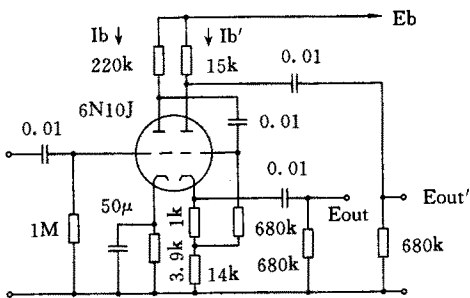 Ib ↓ ↓ Ib′ Eb
220k 15k 0.01
6N10J
0.01 0.01
0.01
50μ 1k Eout Eout′
1M 680k 680k
3.9k 14k 680k